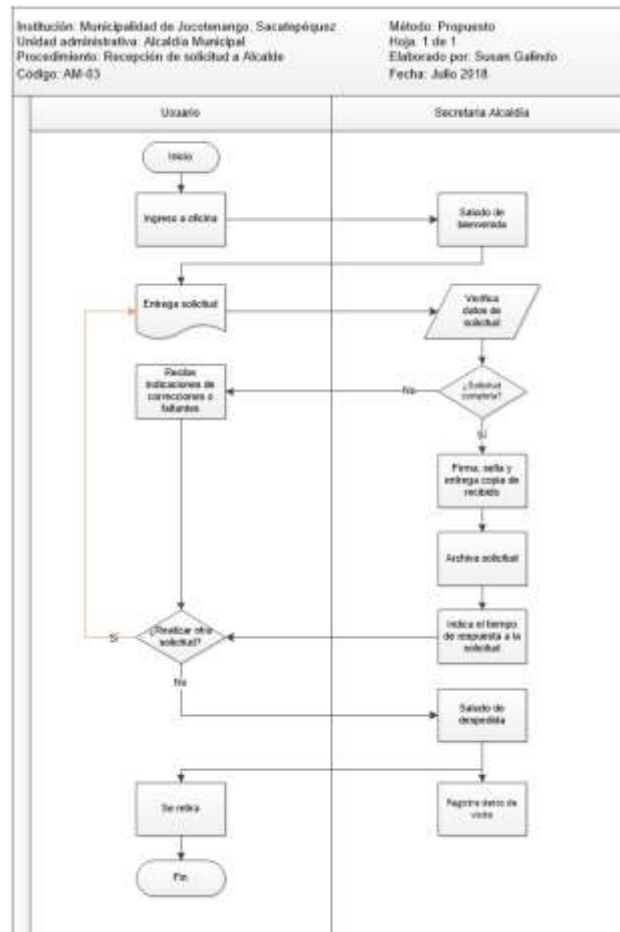 Institución: Municipalidad de Jocotenango, Sacatepéquez
Unidad administrativa: Alcaldía Municipal
Procedimiento: Recepción de solicitud a Alcalde
Código: AM-03
Método: Propuesto
Hoja: 1 de 1
Elaborado por: Susan Galindo
Fecha: Julio 2018
Usuario
Secretaria Alcaldía
Inicio
Ingreso a oficina
Saludo de
bienvenida
Entrega solicitud
Verifica
datos de
solicitud
Recibe
indicaciones de
correcciones o
faltantes
No
¿Solicitud
completa?
Sí
Firma, sella y
entrega copia de
recibido
Archiva solicitud
Indica el tiempo
de respuesta a la
solicitud
¿Realizar otra
solicitud?
Sí
No
Saludo de
despedida
Se retira
Registra datos de
visita
Fin